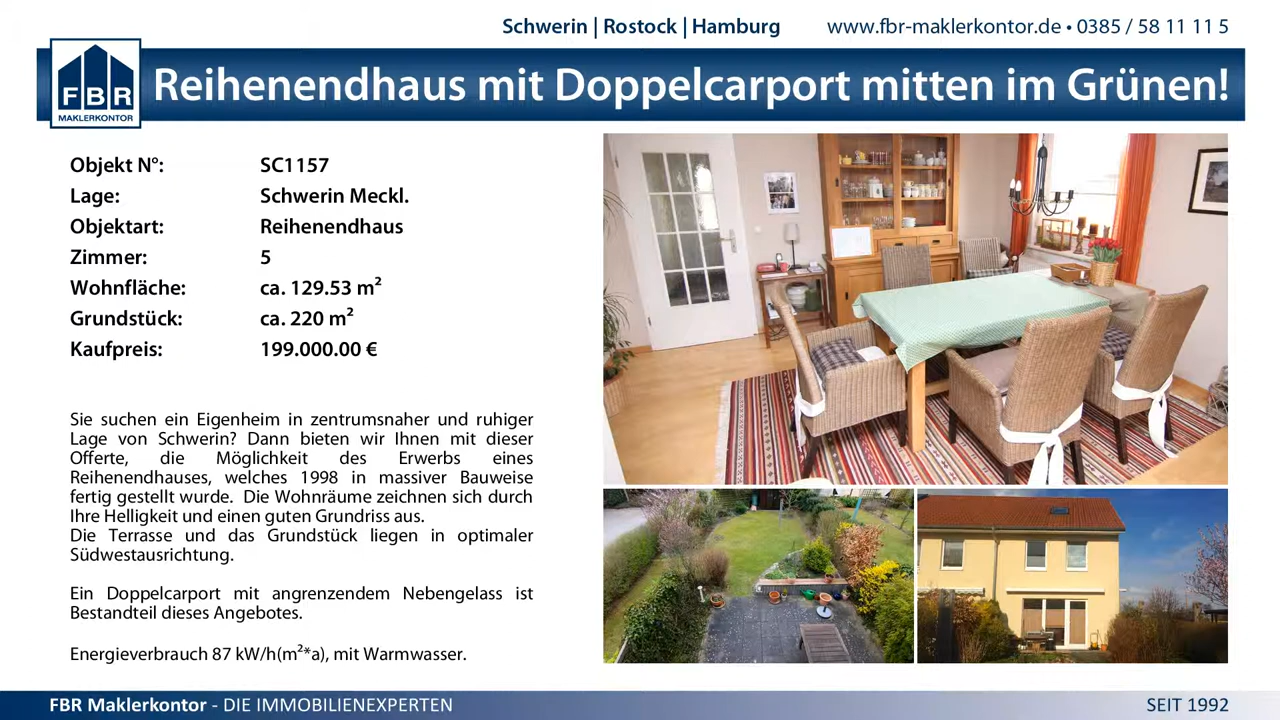 Schwerin | Rostock | Hamburg www.fbr-maklerkontor.de • 0385 / 58 11 11 5
FBR
MAKLERKONTOR
Reihenendhaus mit Doppelcarport mitten im Grünen!
Objekt N°: SC1157
Lage: Schwerin Meckl.
Objektart: Reihenendhaus
Zimmer: 5
Wohnfläche: ca. 129.53 m²
Grundstück: ca. 220 m²
Kaufpreis: 199.000.00 €
Sie suchen ein Eigenheim in zentrumsnaher und ruhiger
Lage von Schwerin? Dann bieten wir Ihnen mit dieser
Offerte, die Möglichkeit des Erwerbs eines
Reihenendhauses, welches 1998 in massiver Bauweise
fertig gestellt wurde. Die Wohnräume zeichnen sich durch
Ihre Helligkeit und einen guten Grundriss aus.
Die Terrasse und das Grundstück liegen in optimaler
Südwestausrichtung.
Ein Doppelcarport mit angrenzendem Nebengelass ist
Bestandteil dieses Angebotes.
Energieverbrauch 87 kW/h(m²*a), mit Warmwasser.
FBR Maklerkontor - DIE IMMOBILIENEXPERTEN SEIT 1992